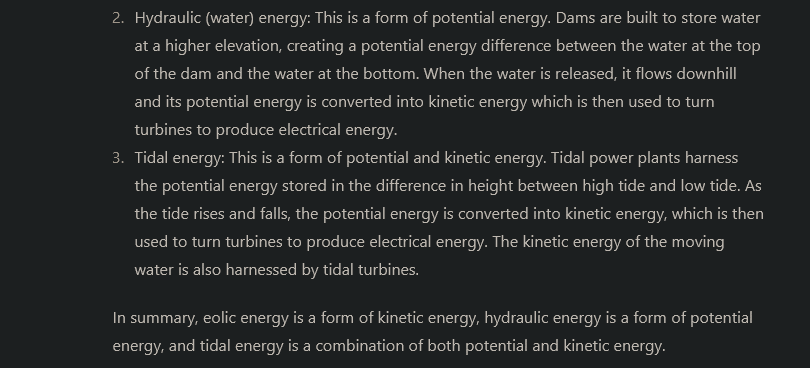 2. Hydraulic (water) energy: This is a form of potential energy. Dams are built to store water
at a higher elevation, creating a potential energy difference between the water at the top
of the dam and the water at the bottom. When the water is released, it flows downhill
and its potential energy is converted into kinetic energy which is then used to turn
turbines to produce electrical energy.
3. Tidal energy: This is a form of potential and kinetic energy. Tidal power plants harness
the potential energy stored in the difference in height between high tide and low tide. As
the tide rises and falls, the potential energy is converted into kinetic energy, which is then
used to turn turbines to produce electrical energy. The kinetic energy of the moving
water is also harnessed by tidal turbines.
In summary, eolic energy is a form of kinetic energy, hydraulic energy is a form of potential
energy, and tidal energy is a combination of both potential and kinetic energy.